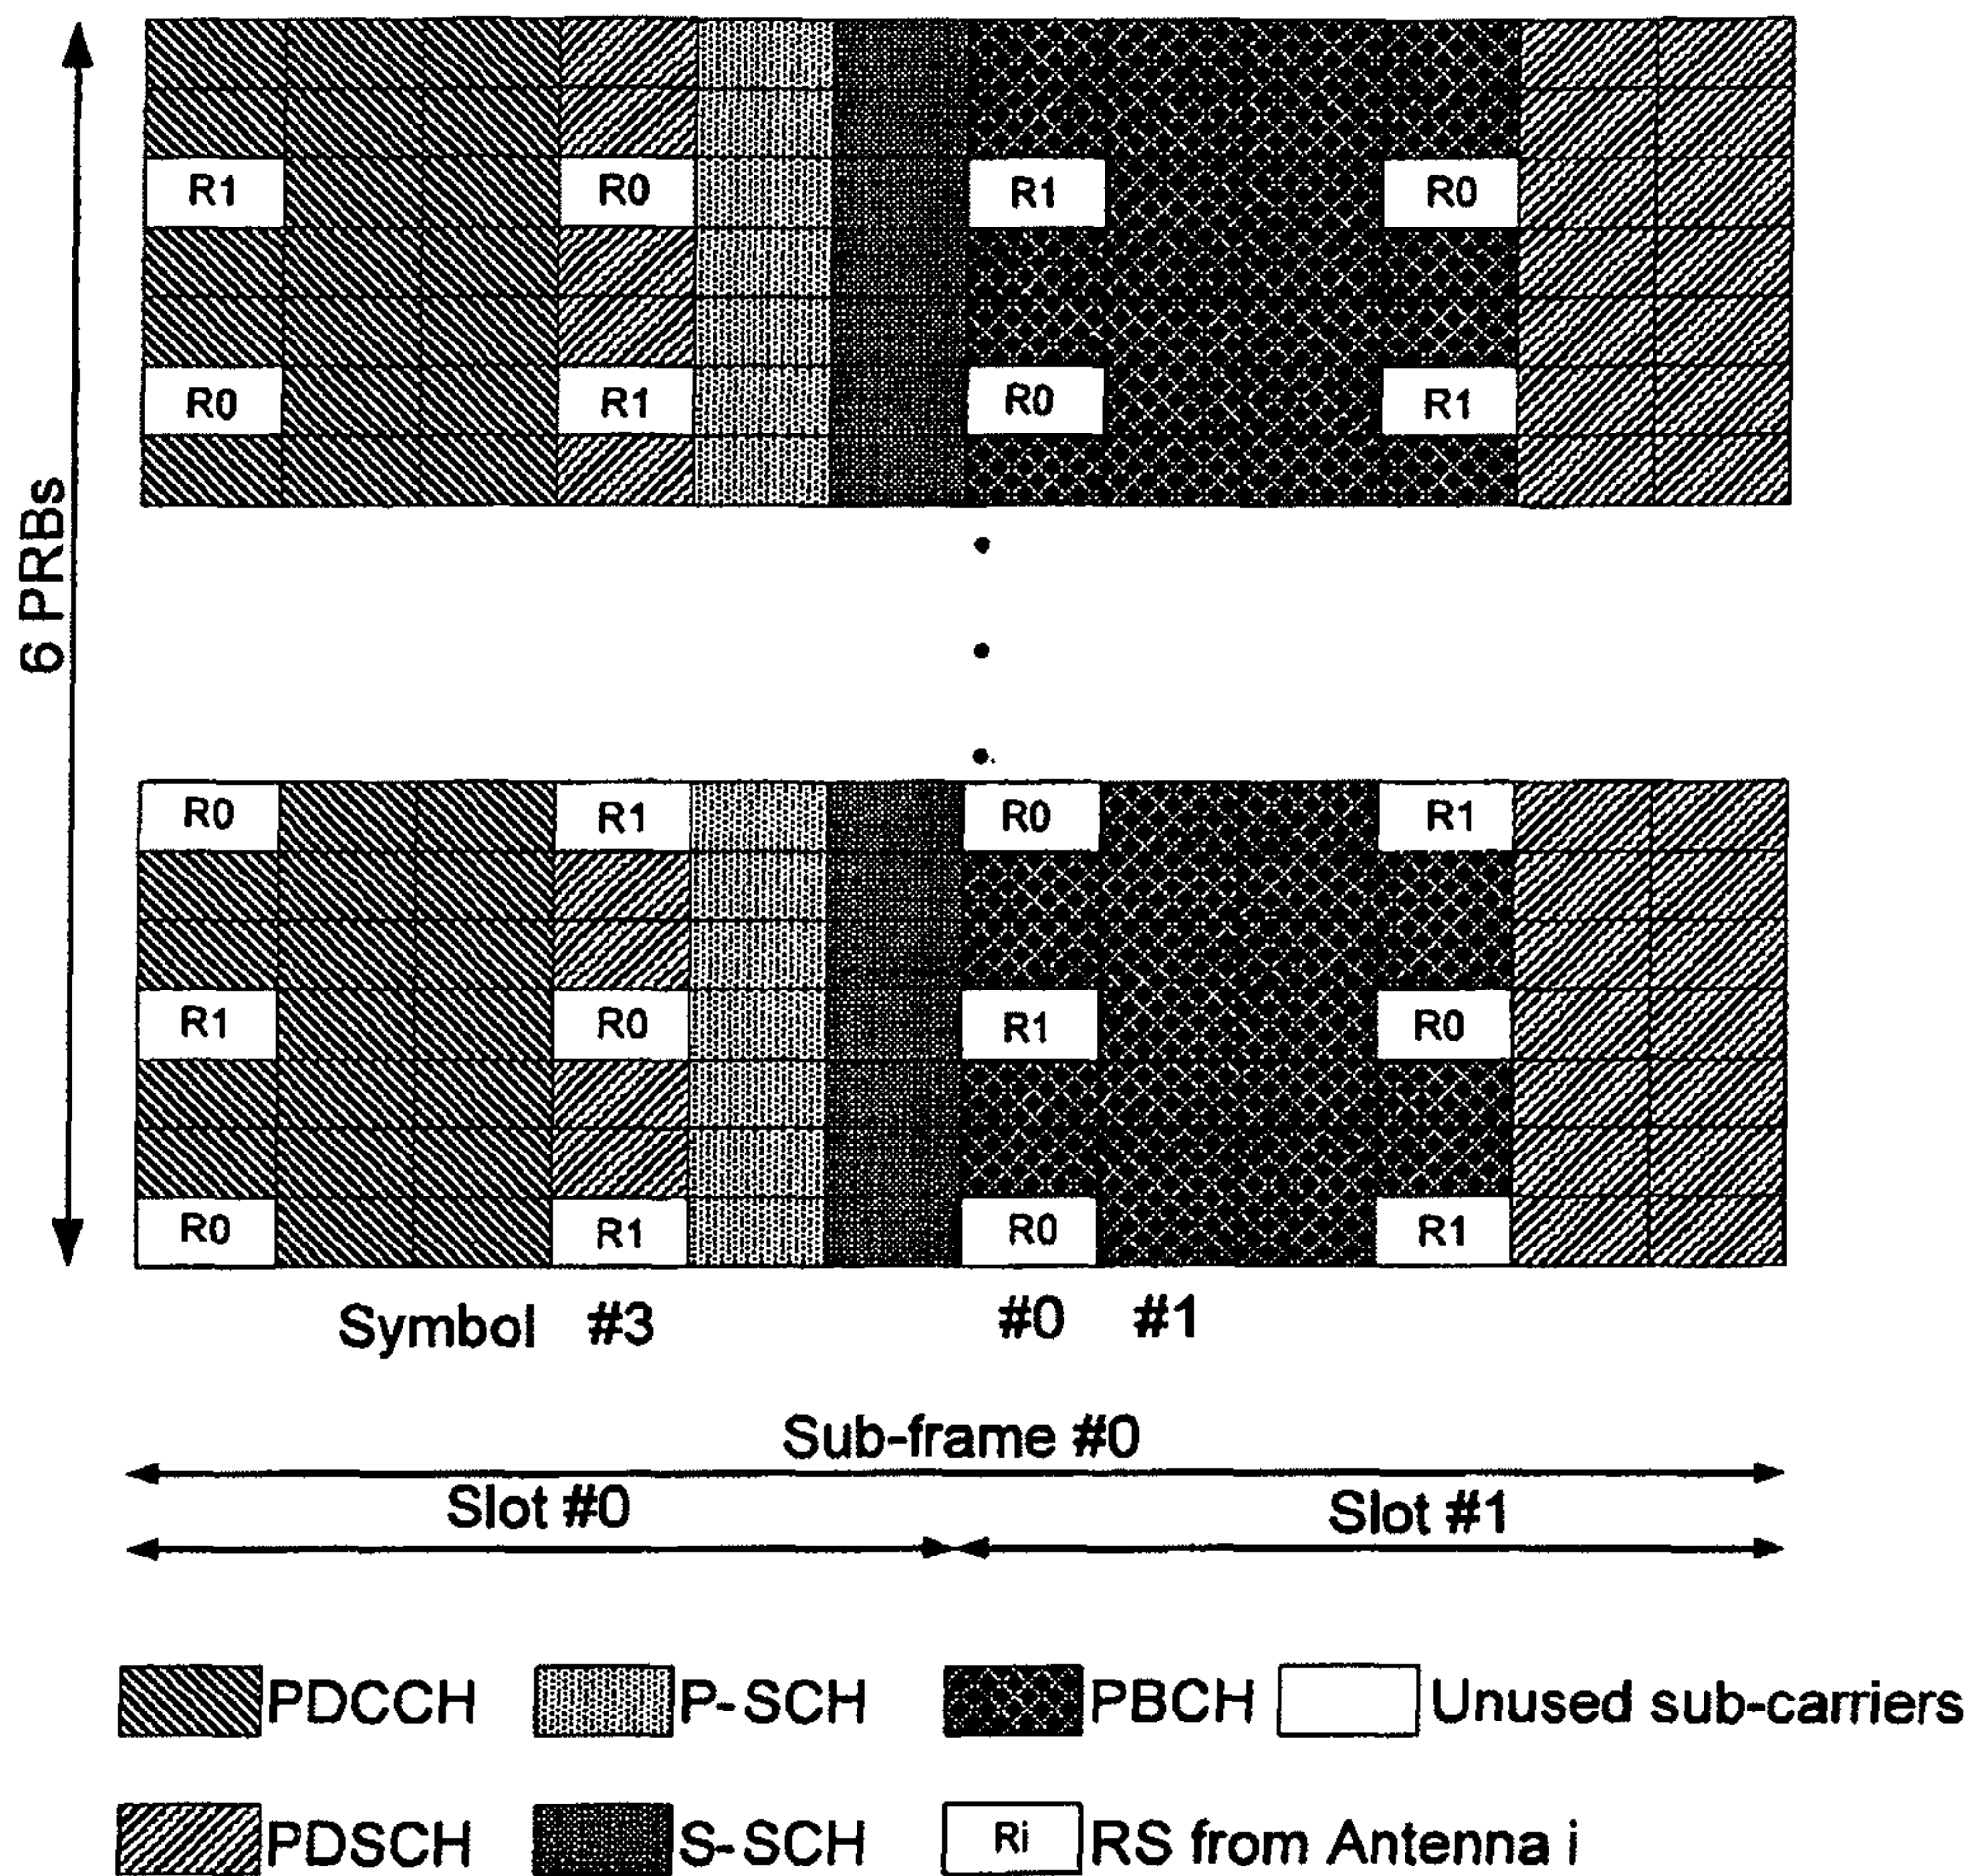 6 PRBs
R1 R0 R1 R0
R0 R1 R0 R1
R0 R1 R0 R1
R1 R0 R1 R0
R0 R1 R0 R1
Symbol #3 #0 #1
Sub-frame #0
Slot #0 Slot #1
PDCCH P-SCH PBCH Unused sub-carriers
PDSCH S-SCH Ri RS from Antenna i